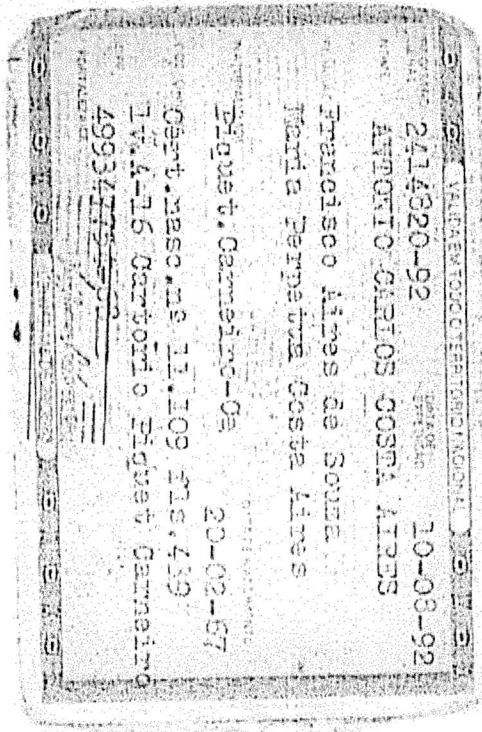 VALIDA EM TODO O TERRITORIO NACIONAL
2414820-92 10-08-92
ANTONIO CARLOS COSTA AIRES
Francisco Aires de Souza
Maria Perpetua Costa Aires
Piquet.Carneiro-Ce 20-02-67
Cert.nasc.nº 11.109 fls.439
Lv.A-16 Cartorio Piquet Carneiro